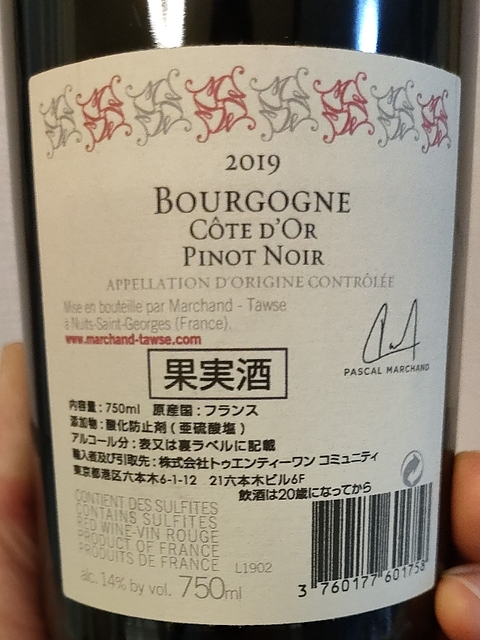 2019
BOURGOGNE
CÔTE D'OR
PINOT NOIR
APPELLATION D'ORIGINE CONTRÔLÉE
Mise en bouteille par Marchand - Tawse
à Nuits-Saint-Georges (France).
www.marchand-tawse.com
PASCAL MARCHAND
果実酒
内容量：750ml 原産国：フランス
添加物：酸化防止剤（亜硫酸塩）
アルコール分：表又は裏ラベルに記載
輸入者及び引取先：株式会社トゥエンティーワン コミュニティ
東京都港区六本木6-1-12 21六本木ビル6F
飲酒は20歳になってから
CONTIENT DES SULFITES
CONTAINS SULFITES
RED WINE-VIN ROUGE
PRODUCT OF FRANCE
PRODUITS DE FRANCE
L1902
alc. 14% by vol. 750ml
3 760177 601758